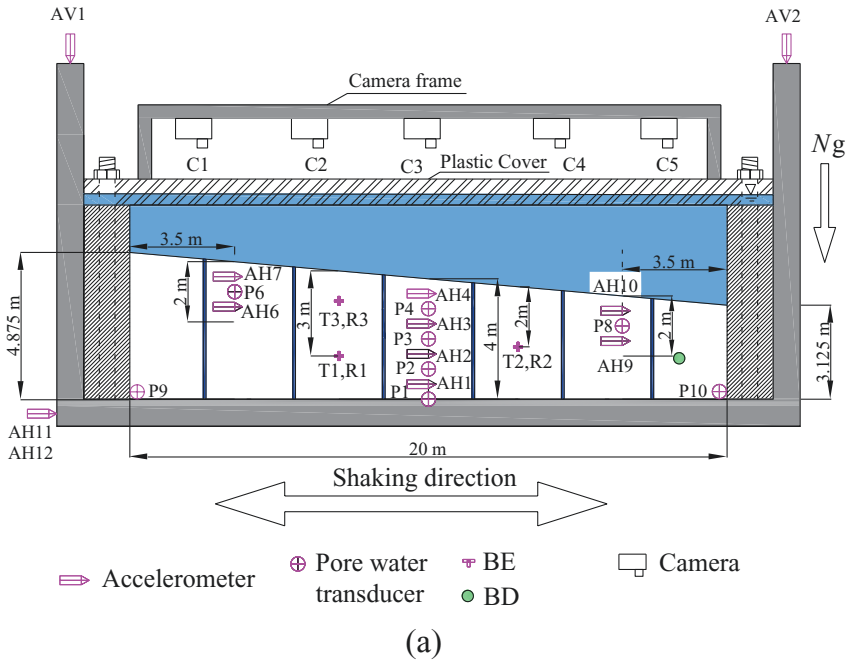 AV1
AV2
Camera frame
C1
C2
C3
C4
C5
Plastic Cover
Ng
3.5 m
3.5 m
AH7
P6
AH6
2 m
T3,R3
3 m
T1,R1
AH4
P4
AH3
P3
AH2
P2
AH1
P1
4 m
2m
T2,R2
AH10
P8
AH9
2 m
4.875 m
3.125 m
P9
P10
AH11
AH12
20 m
Shaking direction
Accelerometer
Pore water
transducer
BE
BD
Camera
(a)